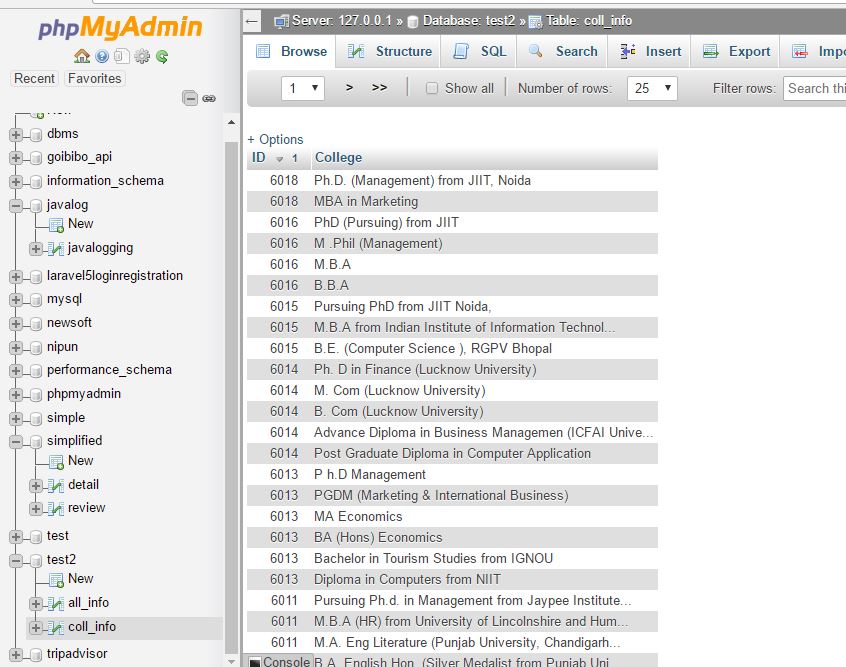 phpMyAdmin
Recent Favorites
New
dbms
goibibo_api
information_schema
javalog
New
javalogging
laravel5loginregistration
mysql
newsoft
nipun
performance_schema
phpmyadmin
simple
simplified
New
detail
review
test
test2
New
all_info
coll_info
tripadvisor
Server: 127.0.0.1 » Database: test2 » Table: coll_info
Browse Structure SQL Search Insert Export Impo
1 > >> Show all Number of rows: 25 Filter rows: Search thi
+ Options
ID 1 College
6018 Ph.D. (Management) from JIIT, Noida
6018 MBA in Marketing
6016 PhD (Pursuing) from JIIT
6016 M .Phil (Management)
6016 M.B.A
6016 B.B.A
6015 Pursuing PhD from JIIT Noida,
6015 M.B.A from Indian Institute of Information Technol...
6015 B.E. (Computer Science ), RGPV Bhopal
6014 Ph. D in Finance (Lucknow University)
6014 M. Com (Lucknow University)
6014 B. Com (Lucknow University)
6014 Advance Diploma in Business Managemen (ICFAI Unive...
6014 Post Graduate Diploma in Computer Application
6013 P h.D Management
6013 PGDM (Marketing & International Business)
6013 MA Economics
6013 BA (Hons) Economics
6013 Bachelor in Tourism Studies from IGNOU
6013 Diploma in Computers from NIIT
6011 Pursuing Ph.d. in Management from Jaypee Institute...
6011 M.B.A (HR) from University of Lincolnshire and Hum...
6011 M.A. Eng Literature (Punjab University, Chandigarh...
Console B.A. English Hon. (Silver Medalist from Punjab Uni